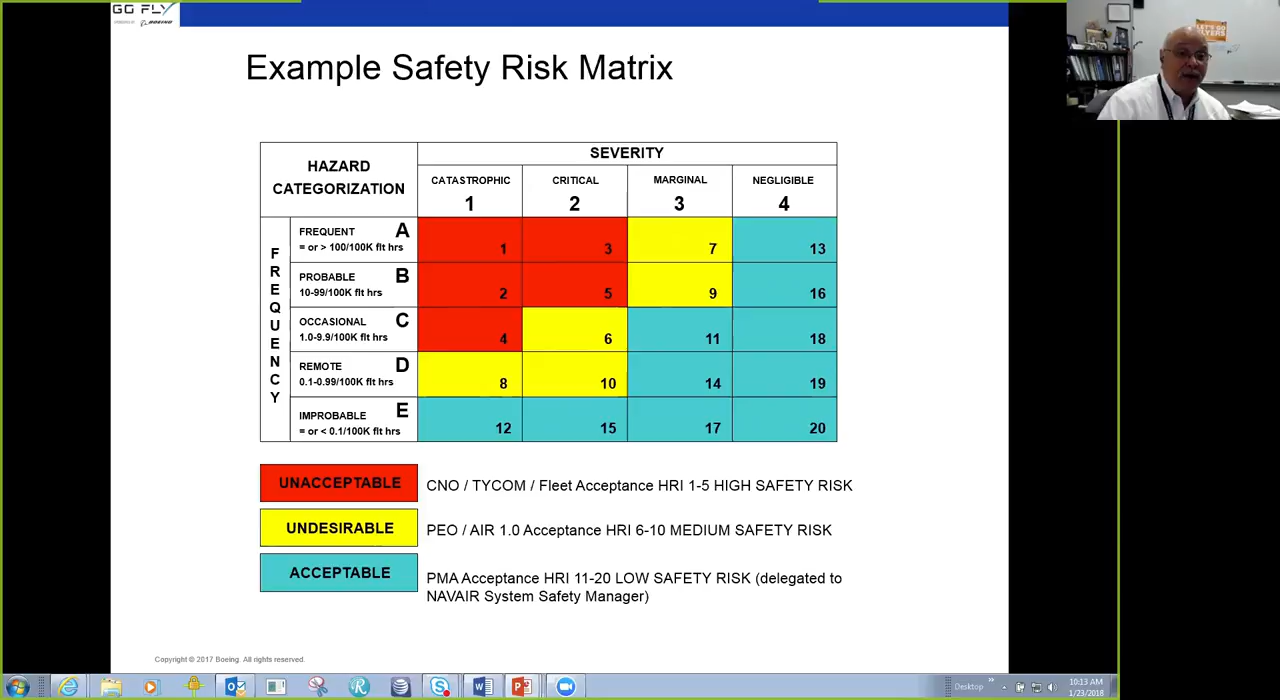 GO FLY
BOEING
LET'S GO
FLYERS
Example Safety Risk Matrix
HAZARD
CATEGORIZATION
SEVERITY
CATASTROPHIC
1
CRITICAL
2
MARGINAL
3
NEGLIGIBLE
4
FREQUENCY
FREQUENT A
= or > 100/100K flt hrs
1 3 7 13
PROBABLE B
10-99/100K flt hrs
2 5 9 16
OCCASIONAL C
1.0-9.9/100K flt hrs
4 6 11 18
REMOTE D
0.1-0.99/100K flt hrs
8 10 14 19
IMPROBABLE E
= or < 0.1/100K flt hrs
12 15 17 20
UNACCEPTABLE CNO / TYCOM / Fleet Acceptance HRI 1-5 HIGH SAFETY RISK
UNDESIRABLE PEO / AIR 1.0 Acceptance HRI 6-10 MEDIUM SAFETY RISK
ACCEPTABLE PMA Acceptance HRI 11-20 LOW SAFETY RISK (delegated to
NAVAIR System Safety Manager)
Copyright © 2017 Boeing. All rights reserved.
Desktop
10:13 AM
1/23/2018